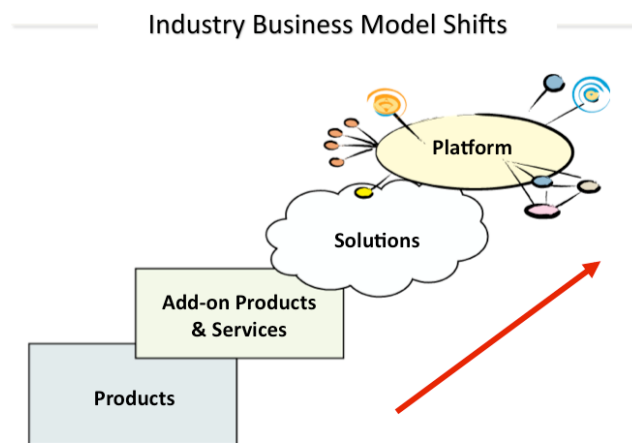 Industry Business Model Shifts
Platform
Solutions
Add-on Products
& Services
Products